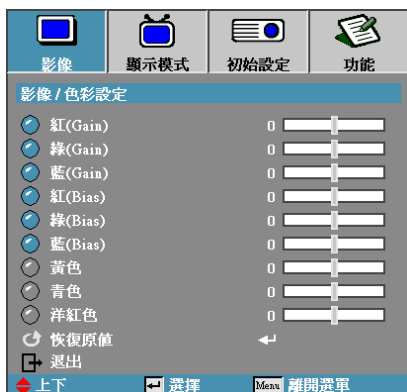 影像 顯示模式 初始設定 功能
影像 / 色彩設定
紅(Gain) 0
綠(Gain) 0
藍(Gain) 0
紅(Bias) 0
綠(Bias) 0
藍(Bias) 0
黃色 0
青色 0
洋紅色 0
恢復原值
退出
上下 選擇 Menu 離開選單